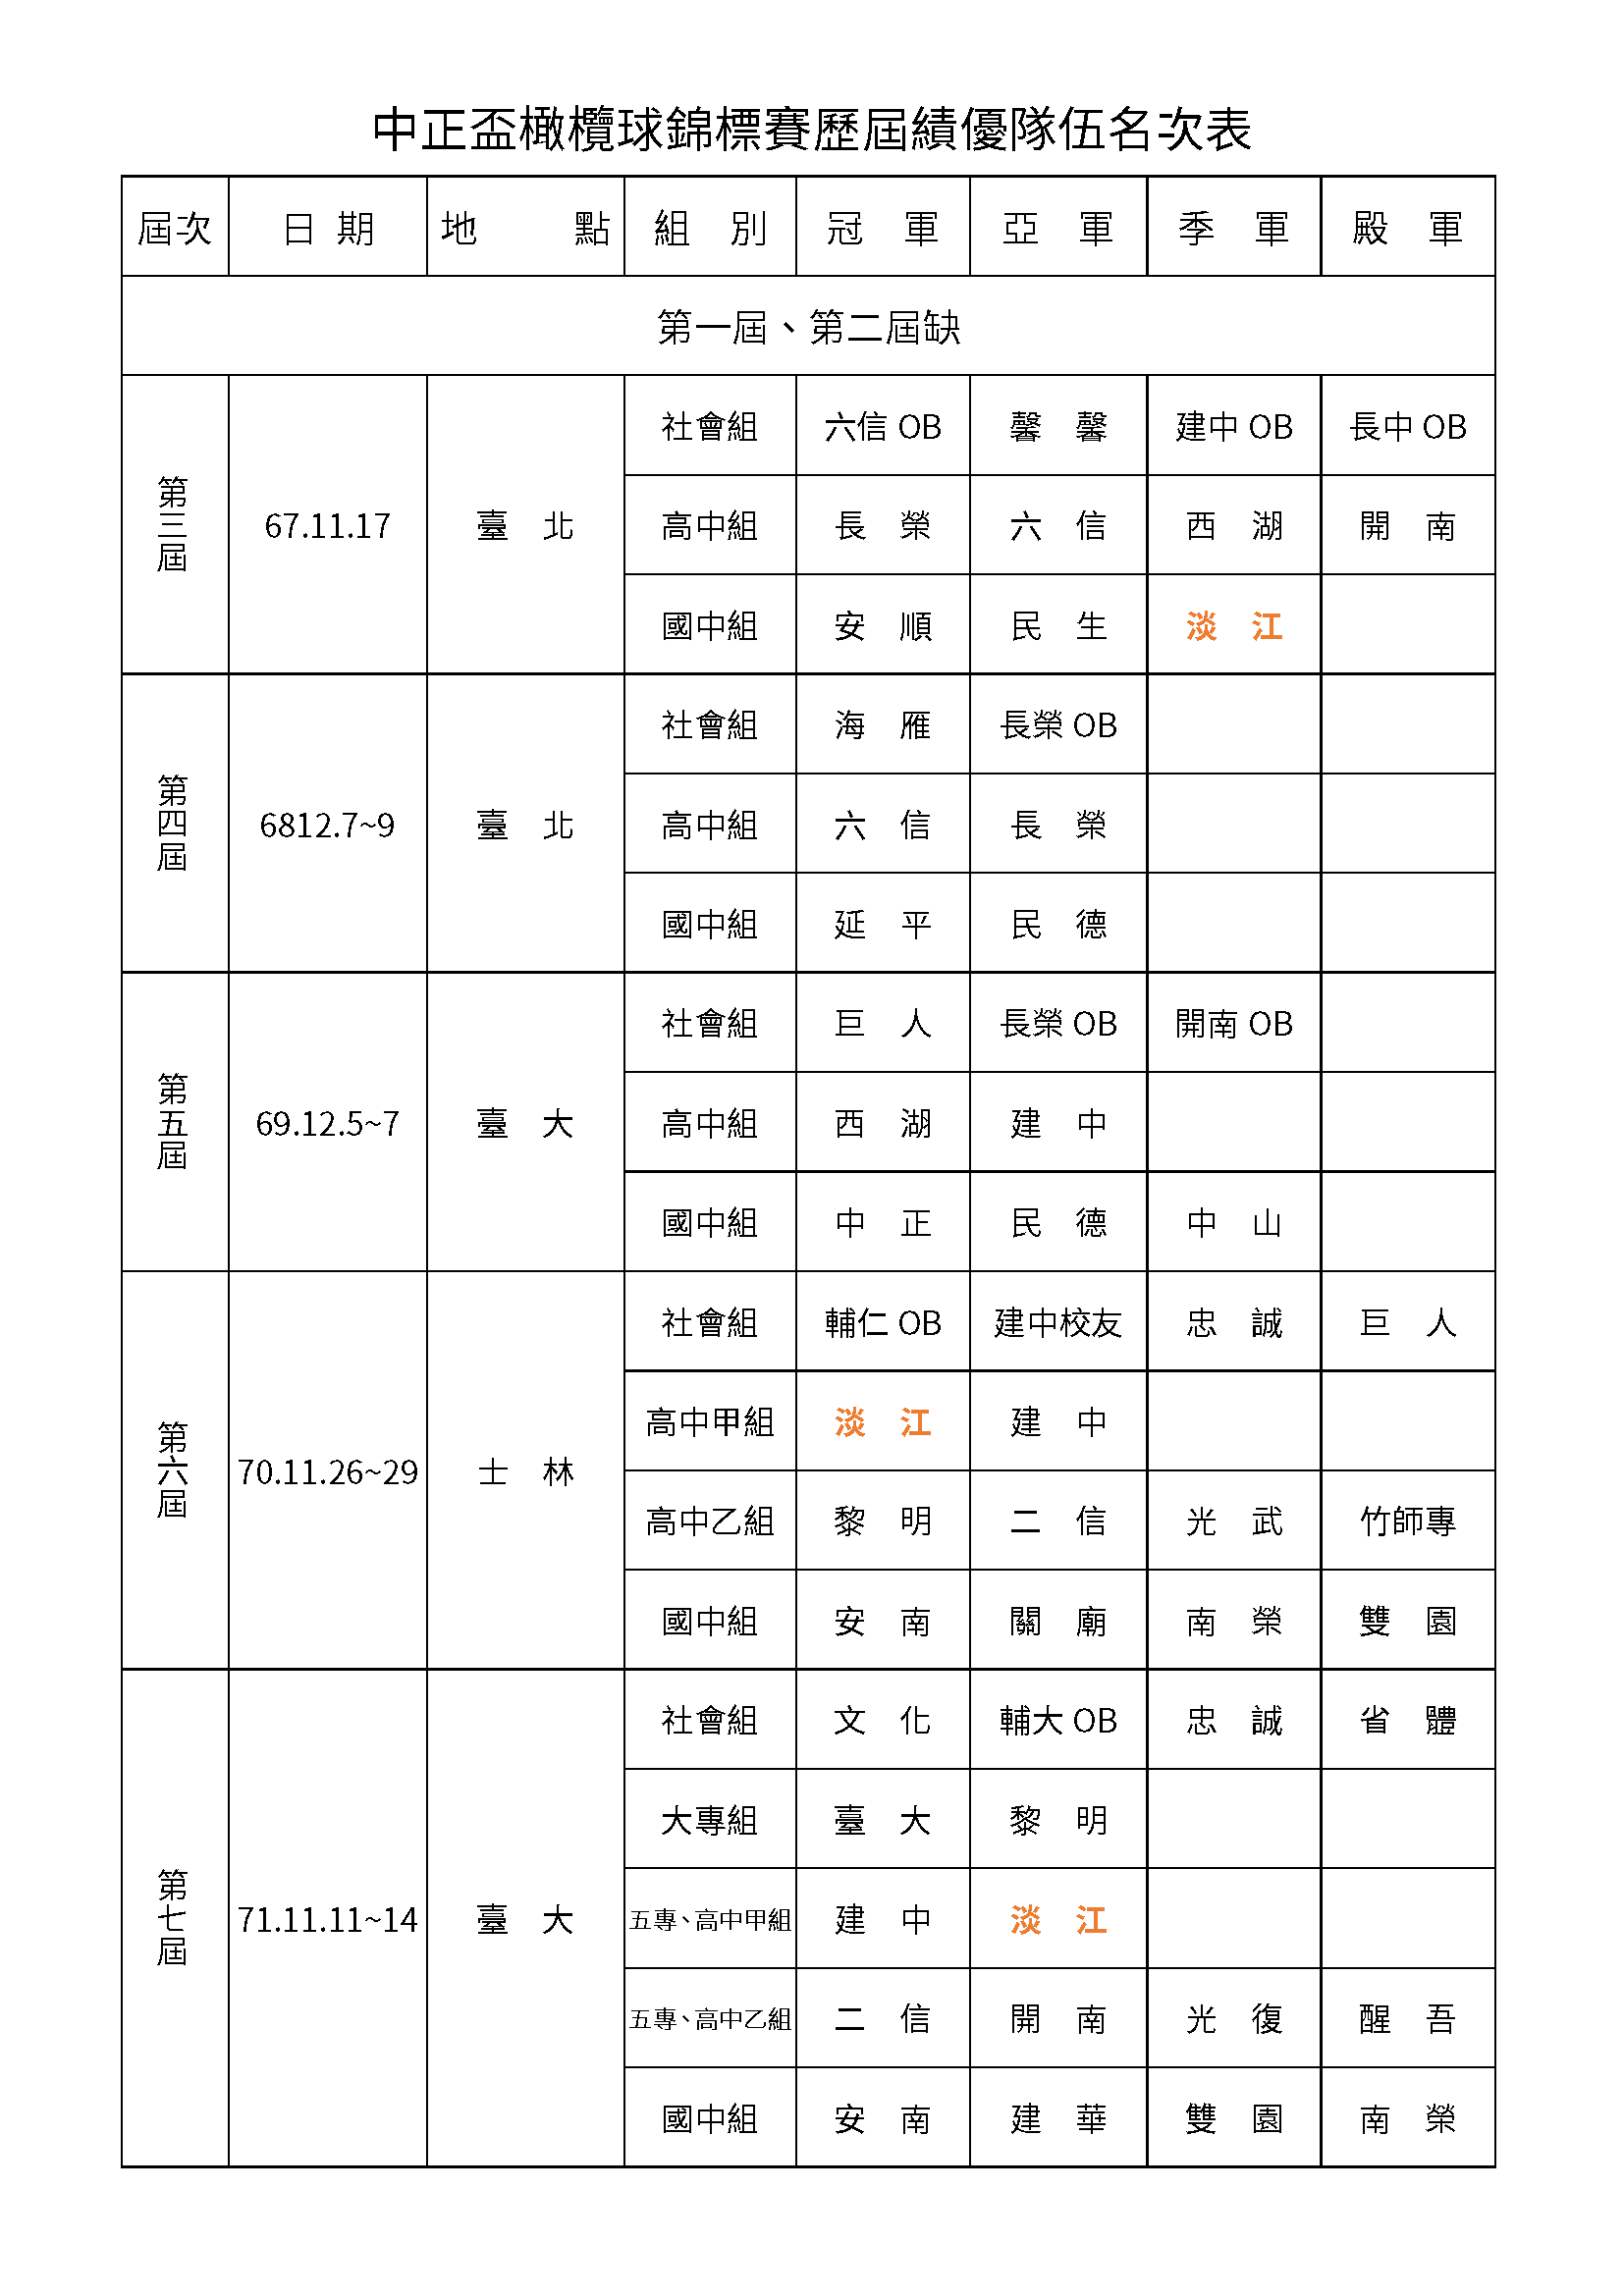 中正盃橄欖球錦標賽歷屆績優隊伍名次表
屆次 日 期 地 點 組 別 冠 軍 亞 軍 季 軍 殿 軍
第一屆、第二屆缺
第三屆 67.11.17 臺 北
社會組 六信 OB 馨 馨 建中 OB 長中 OB
高中組 長 榮 六 信 西 湖 開 南
國中組 安 順 民 生 淡 江
第四屆 6812.7~9 臺 北
社會組 海 雁 長榮 OB
高中組 六 信 長 榮
國中組 延 平 民 德
第五屆 69.12.5~7 臺 大
社會組 巨 人 長榮 OB 開南 OB
高中組 西 湖 建 中
國中組 中 正 民 德 中 山
第六屆 70.11.26~29 士 林
社會組 輔仁 OB 建中校友 忠 誠 巨 人
高中甲組 淡 江 建 中
高中乙組 黎 明 二 信 光 武 竹師專
國中組 安 南 關 廟 南 榮 雙 園
第七屆 71.11.11~14 臺 大
社會組 文 化 輔大 OB 忠 誠 省 體
大專組 臺 大 黎 明
五專、高中甲組 建 中 淡 江
五專、高中乙組 二 信 開 南 光 復 醒 吾
國中組 安 南 建 華 雙 園 南 榮